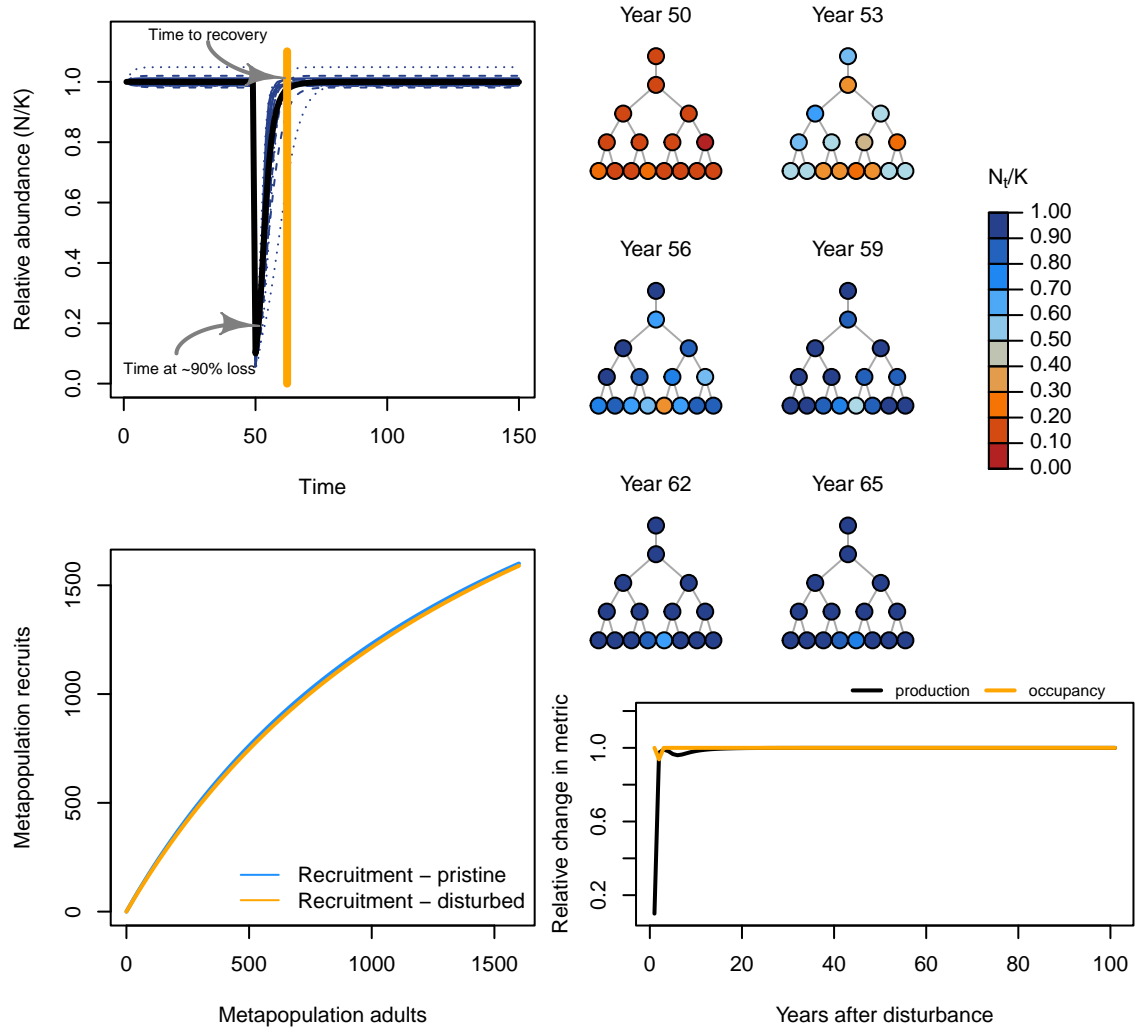 Time to recovery
Time at ~90% loss
Relative abundance (N/K)
0.0
0.2
0.4
0.6
0.8
1.0
0
50
100
150
Time
Year 50
Year 53
Year 56
Year 59
Year 62
Year 65
Nt/K
1.00
0.90
0.80
0.70
0.60
0.50
0.40
0.30
0.20
0.10
0.00
Metapopulation recruits
0
500
1000
1500
Recruitment − pristine
Recruitment − disturbed
0
500
1000
1500
Metapopulation adults
production
occupancy
Relative change in metric
0.2
0.6
1.0
0
20
40
60
80
100
Years after disturbance